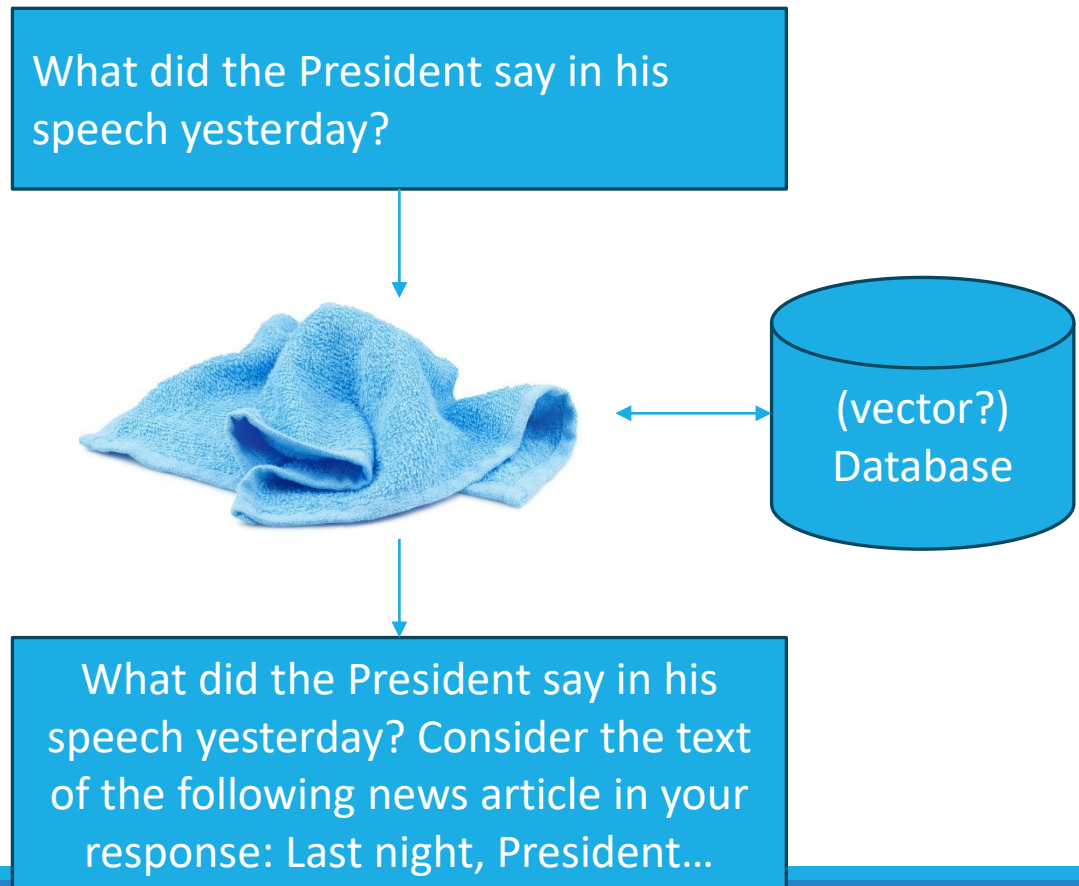 What did the President say in his
speech yesterday?
(vector?)
Database
What did the President say in his
speech yesterday? Consider the text
of the following news article in your
response: Last night, President…